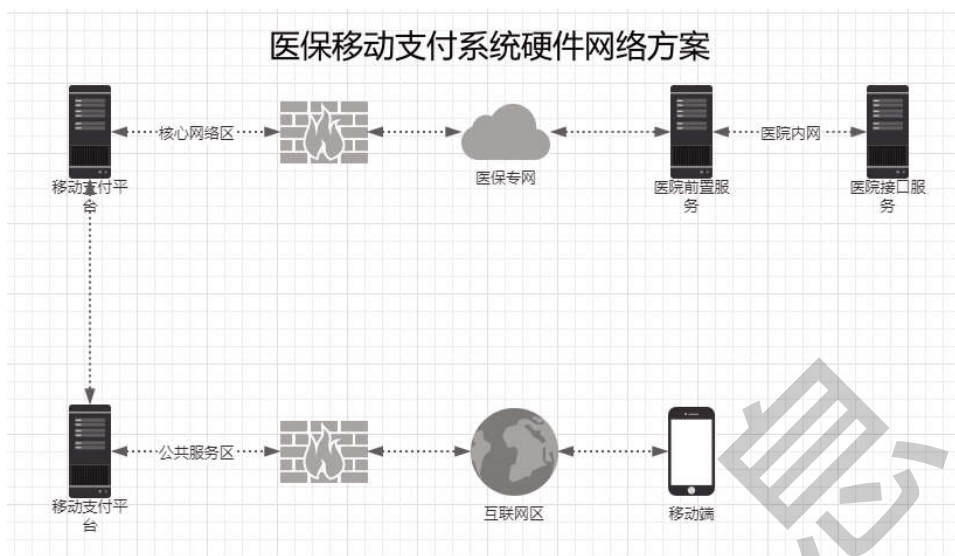 医保移动支付系统硬件网络方案
核心网络区
医院内网
医保专网
移动支付平
台
医院前置服
务
医院接口服
务
公共服务区
移动支付平
台
互联网区
移动端
息